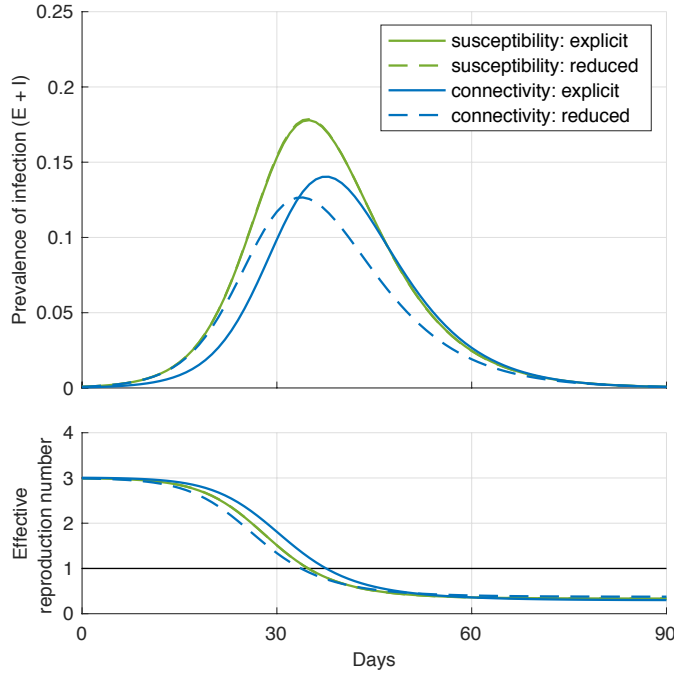 0.25
0.2
0.15
0.1
0.05
0
Prevalence of infection (E + I)
susceptibility: explicit
susceptibility: reduced
connectivity: explicit
connectivity: reduced
4
3
2
1
0
Effective
reproduction number
0 30 60 90
Days